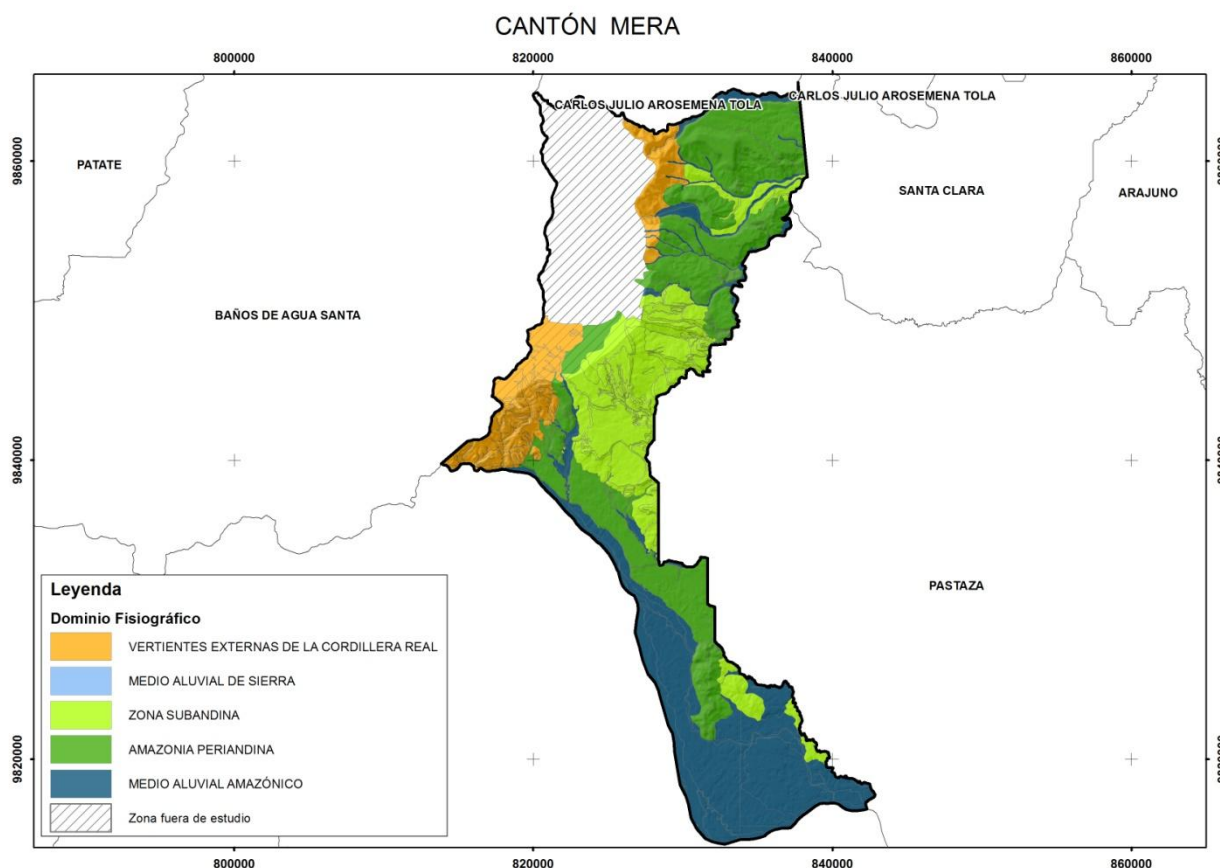 CANTÓN MERA
800000
820000
840000
860000
CARLOS JULIO AROSEMENA TOLA
CARLOS JULIO AROSEMENA TOLA
9860000
PATATE
SANTA CLARA
ARAJUNO
BAÑOS DE AGUA SANTA
9840000
PASTAZA
Leyenda
Dominio Fisiográfico
VERTIENTES EXTERNAS DE LA CORDILLERA REAL
MEDIO ALUVIAL DE SIERRA
ZONA SUBANDINA
AMAZONIA PERIANDINA
MEDIO ALUVIAL AMAZÓNICO
Zona fuera de estudio
9820000
800000
820000
840000
860000